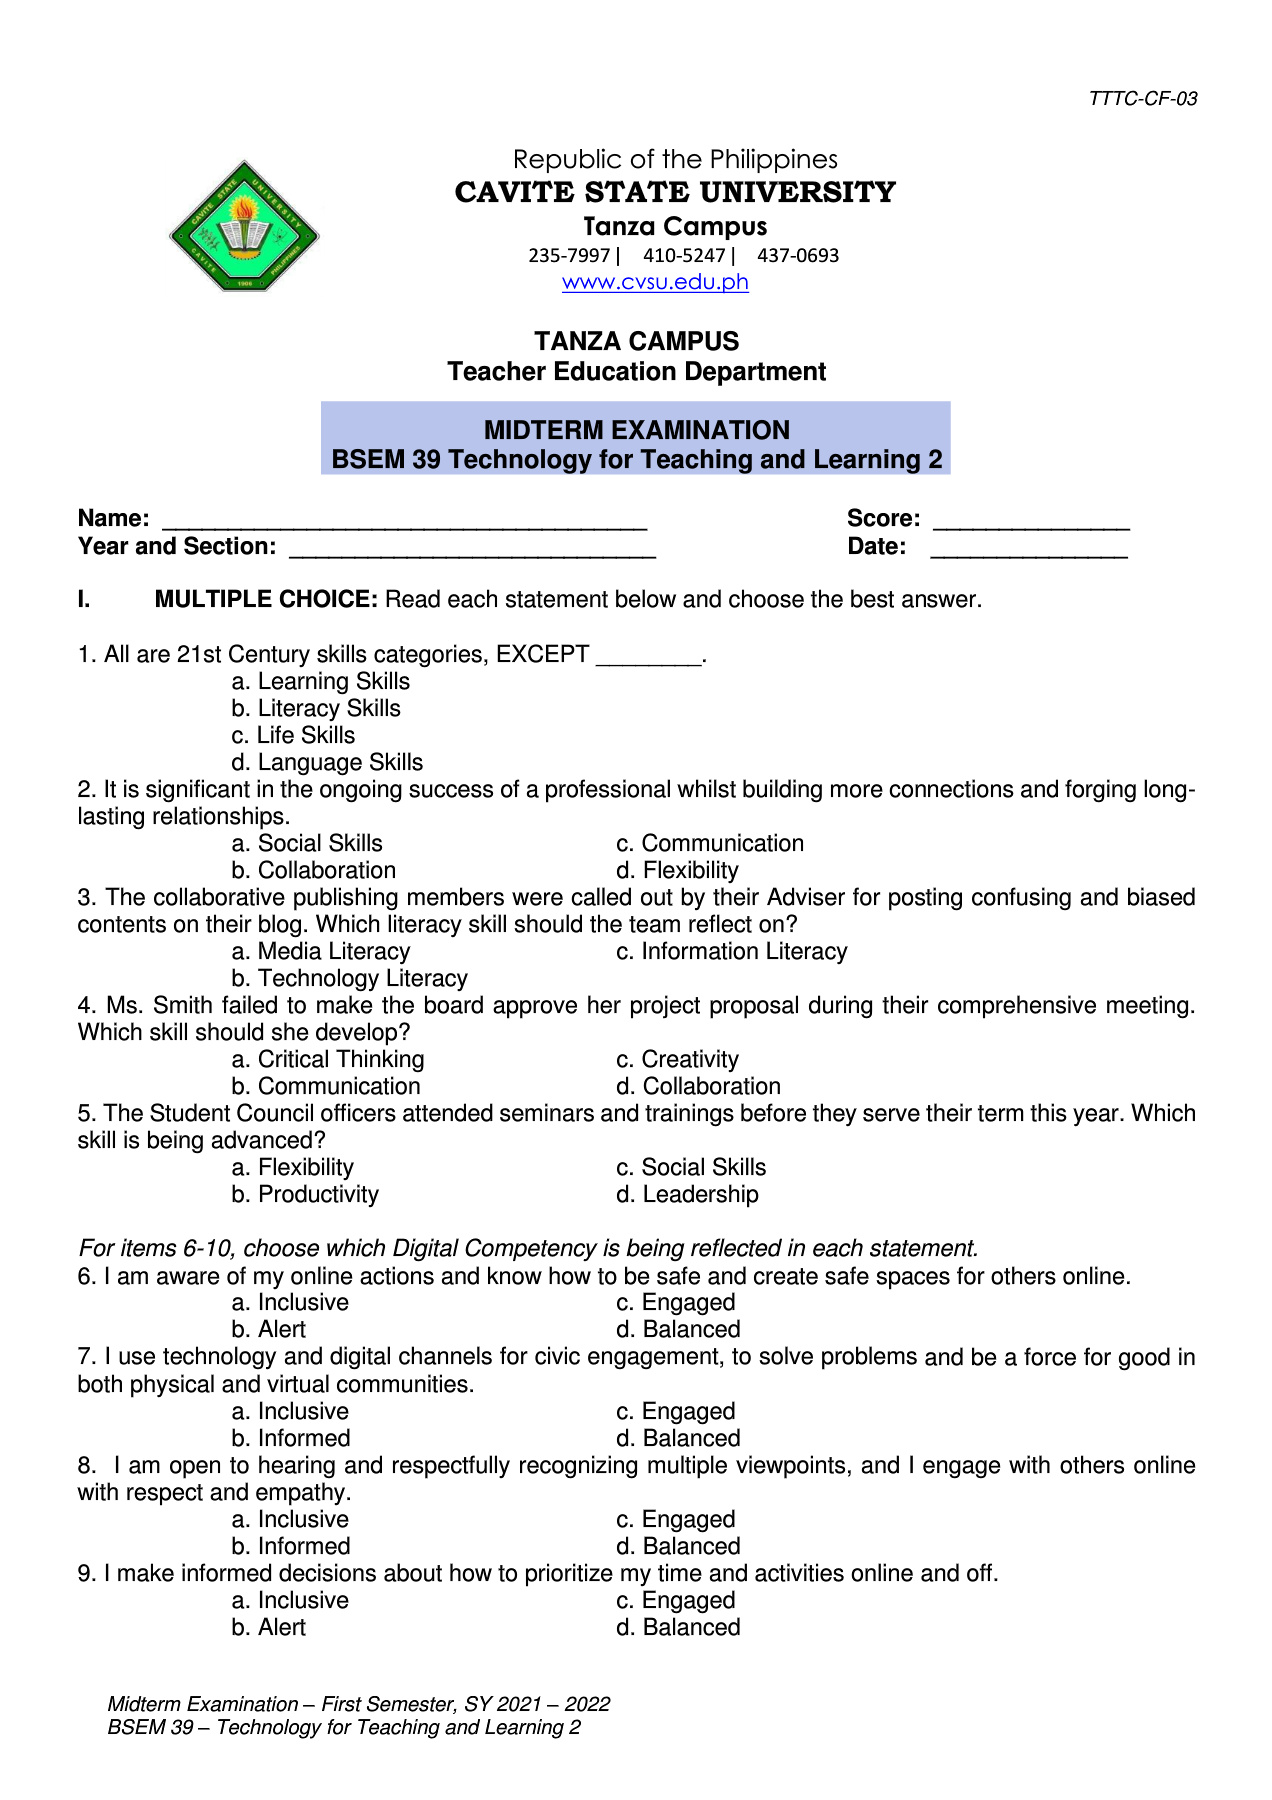 TTTC-CF-03
Republic of the Philippines
CAVITE STATE UNIVERSITY
Tanza Campus
235-7997 | 410-5247 | 437-0693
www.cvsu.edu.ph
CAVITE STATE UNIVERSITY
CAVITE PHILIPPINES
1906
TANZA CAMPUS
Teacher Education Department
MIDTERM EXAMINATION
BSEM 39 Technology for Teaching and Learning 2
Name: _____________________________________ Score: _______________
Year and Section: ____________________________ Date: _______________
I. MULTIPLE CHOICE: Read each statement below and choose the best answer.
1. All are 21st Century skills categories, EXCEPT ________.
a. Learning Skills
b. Literacy Skills
c. Life Skills
d. Language Skills
2. It is significant in the ongoing success of a professional whilst building more connections and forging long-
lasting relationships.
a. Social Skills c. Communication
b. Collaboration d. Flexibility
3. The collaborative publishing members were called out by their Adviser for posting confusing and biased
contents on their blog. Which literacy skill should the team reflect on?
a. Media Literacy c. Information Literacy
b. Technology Literacy
4. Ms. Smith failed to make the board approve her project proposal during their comprehensive meeting.
Which skill should she develop?
a. Critical Thinking c. Creativity
b. Communication d. Collaboration
5. The Student Council officers attended seminars and trainings before they serve their term this year. Which
skill is being advanced?
a. Flexibility c. Social Skills
b. Productivity d. Leadership
For items 6-10, choose which Digital Competency is being reflected in each statement.
6. I am aware of my online actions and know how to be safe and create safe spaces for others online.
a. Inclusive c. Engaged
b. Alert d. Balanced
7. I use technology and digital channels for civic engagement, to solve problems and be a force for good in
both physical and virtual communities.
a. Inclusive c. Engaged
b. Informed d. Balanced
8. I am open to hearing and respectfully recognizing multiple viewpoints, and I engage with others online
with respect and empathy.
a. Inclusive c. Engaged
b. Informed d. Balanced
9. I make informed decisions about how to prioritize my time and activities online and off.
a. Inclusive c. Engaged
b. Alert d. Balanced
Midterm Examination – First Semester, SY 2021 – 2022
BSEM 39 – Technology for Teaching and Learning 2